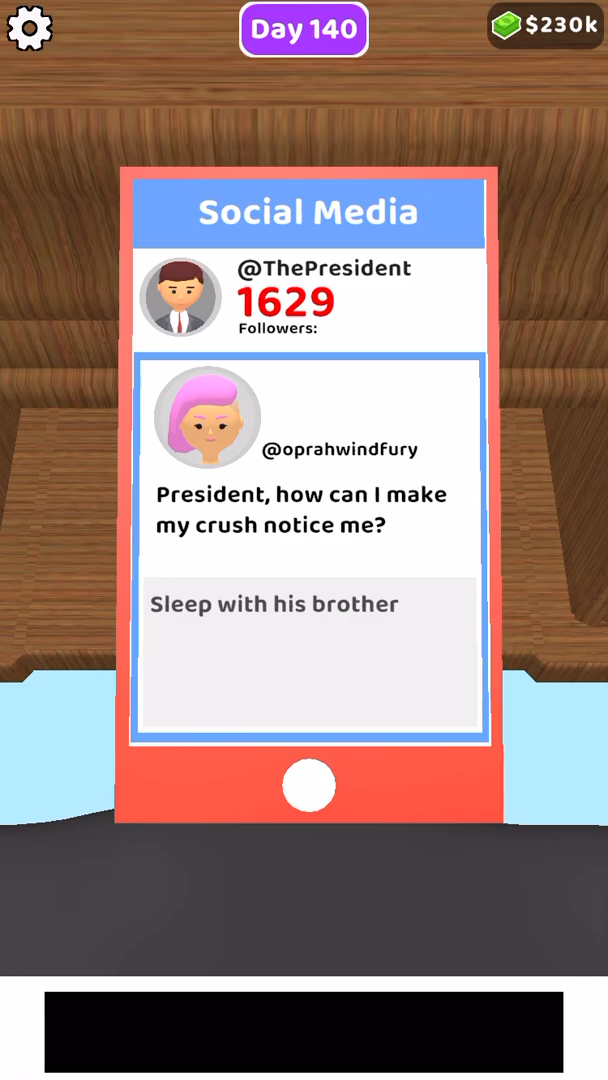 Day 140
$230k
Social Media
@ThePresident
1629
Followers:
@oprahwindfury
President, how can I make
my crush notice me?
Sleep with his brother